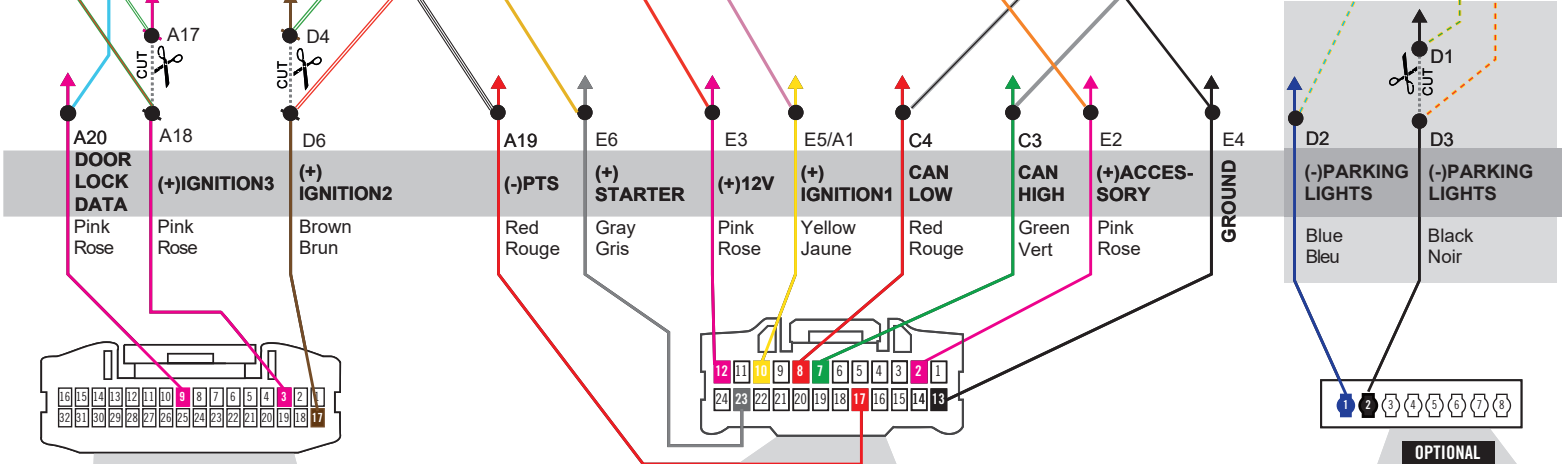 A17
D4
D1
CUT
CUT
CUT
A20
A18
D6
A19
E6
E3
E5/A1
C4
C3
E2
E4
D2
D3
DOOR
LOCK
DATA
(+)IGNITION3
(+)
IGNITION2
(-)PTS
(+)
STARTER
(+)12V
(+)
IGNITION1
CAN
LOW
CAN
HIGH
(+)ACCES-
SORY
GROUND
(-)PARKING
LIGHTS
(-)PARKING
LIGHTS
Pink
Rose
Pink
Rose
Brown
Brun
Red
Rouge
Gray
Gris
Pink
Rose
Yellow
Jaune
Red
Rouge
Green
Vert
Pink
Rose
Blue
Bleu
Black
Noir
16 15 14 13 12 11 10 9 8 7 6 5 4 3 2 1
32 31 30 29 28 27 26 25 24 23 22 21 20 19 18 17
12 11 10 9 8 7 6 5 4 3 2 1
24 23 22 21 20 19 18 17 16 15 14 13
1 2 3 4 5 6 7 8
OPTIONAL